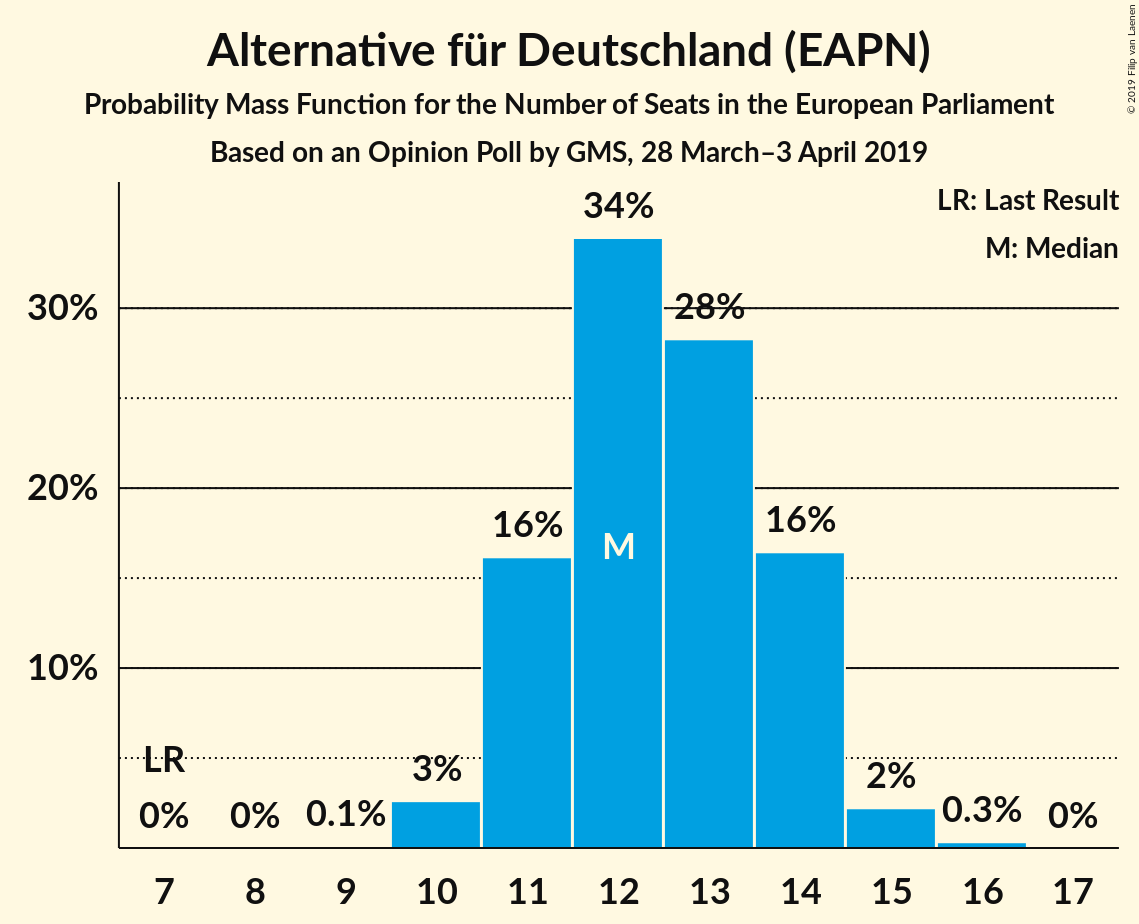 Alternative für Deutschland (EAPN)
Probability Mass Function for the Number of Seats in the European Parliament
Based on an Opinion Poll by GMS, 28 March–3 April 2019
© 2019 Filip van Laenen
LR: Last Result
M: Median
30%
20%
10%
LR
0%
0%
0.1%
3%
16%
34%
M
28%
16%
2%
0.3%
0%
7 8 9 10 11 12 13 14 15 16 17